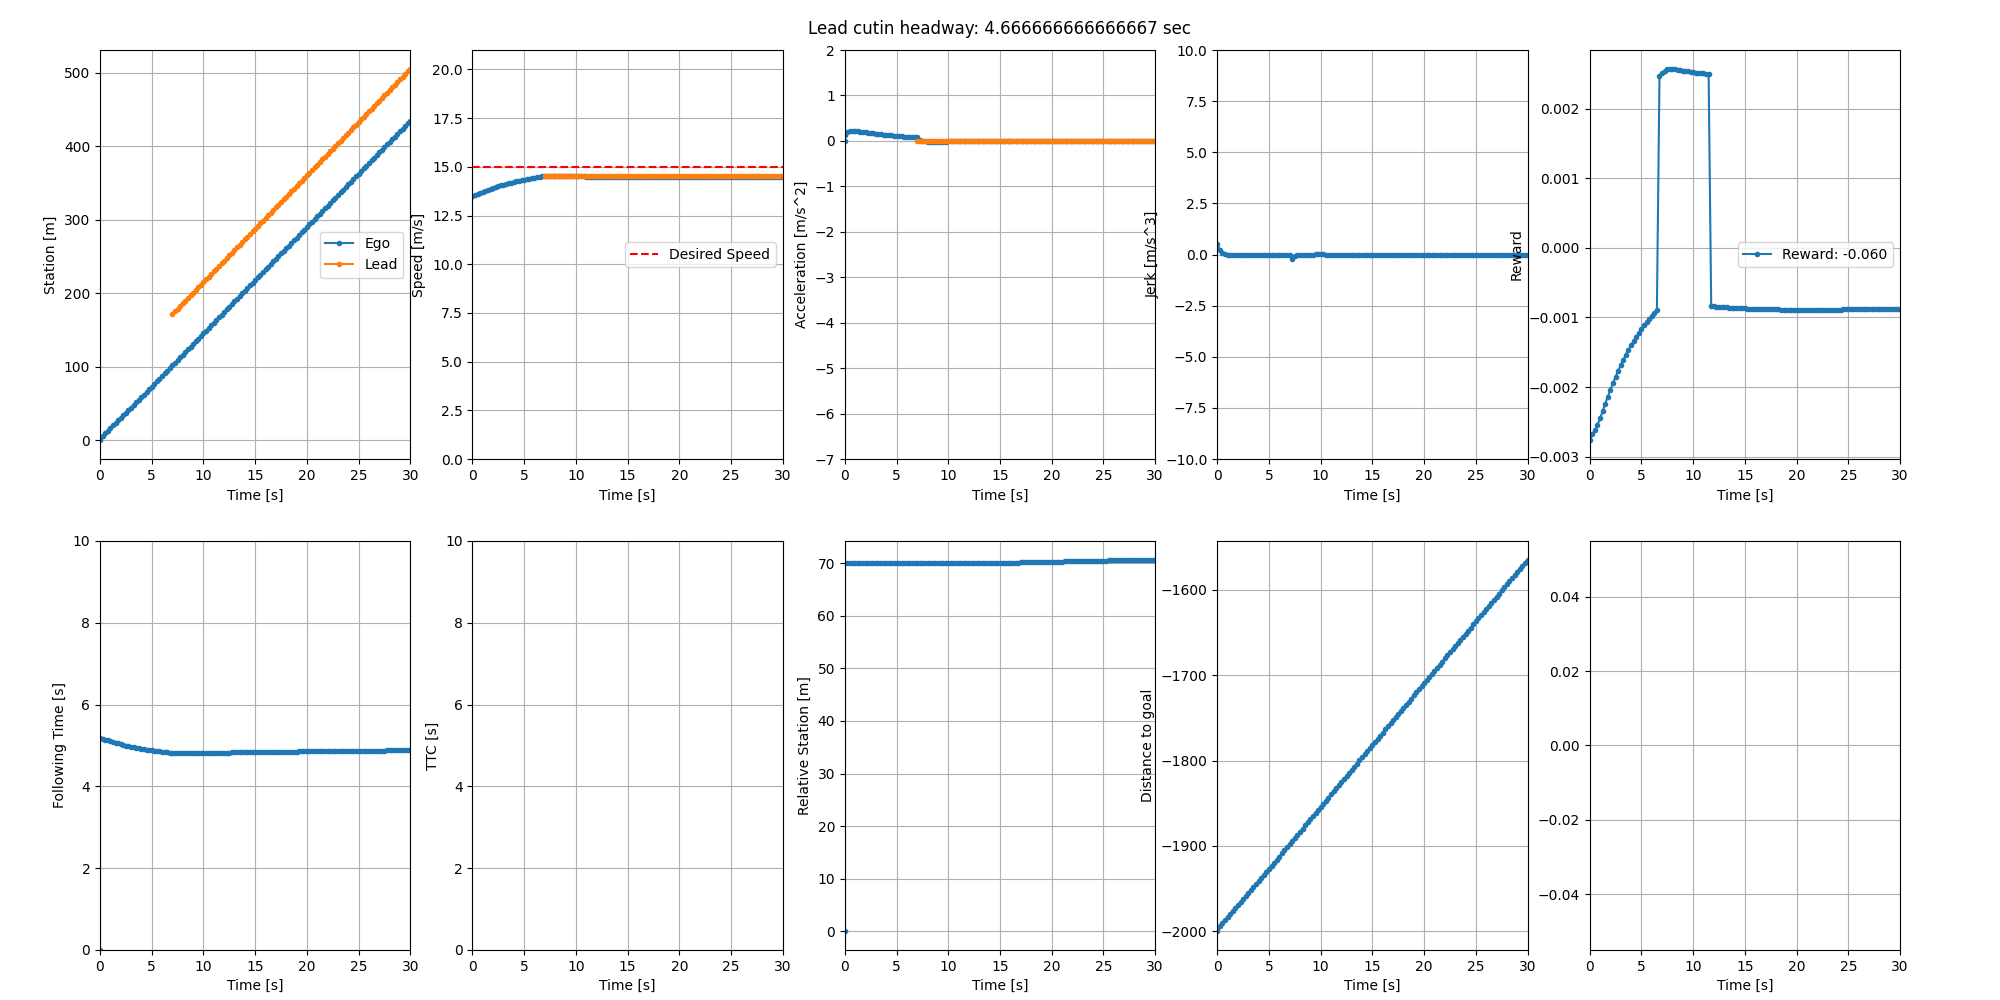 Lead cutin headway: 4.666666666666667 sec
Station [m]
500
400
300
200
100
0
0 5 10 15 20 25 30
Time [s]
Ego
Lead
Speed [m/s]
20.0
17.5
15.0
12.5
10.0
7.5
5.0
2.5
0.0
0 5 10 15 20 25 30
Time [s]
Desired Speed
Acceleration [m/s^2]
2
1
0
−1
−2
−3
−4
−5
−6
−7
0 5 10 15 20 25 30
Time [s]
Jerk [m/s^3]
10.0
7.5
5.0
2.5
0.0
−2.5
−5.0
−7.5
−10.0
0 5 10 15 20 25 30
Time [s]
Reward
0.002
0.001
0.000
−0.001
−0.002
−0.003
0 5 10 15 20 25 30
Time [s]
Reward: -0.060
Following Time [s]
10
8
6
4
2
0
0 5 10 15 20 25 30
Time [s]
TTC [s]
10
8
6
4
2
0
0 5 10 15 20 25 30
Time [s]
Relative Station [m]
70
60
50
40
30
20
10
0
0 5 10 15 20 25 30
Time [s]
Distance to goal
−1600
−1700
−1800
−1900
−2000
0 5 10 15 20 25 30
Time [s]
0.04
0.02
0.00
−0.02
−0.04
0 5 10 15 20 25 30
Time [s]